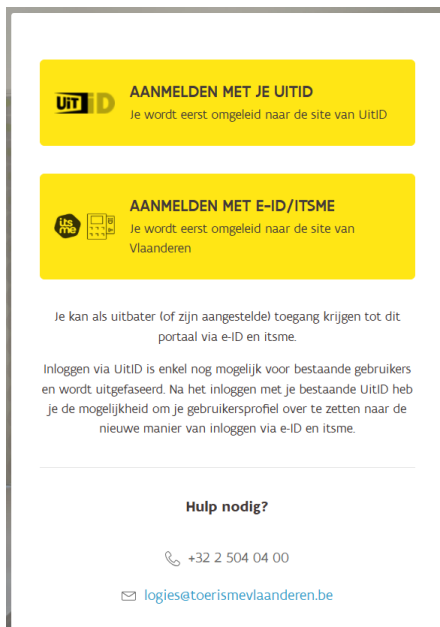 UiT iD
AANMELDEN MET JE UITID
Je wordt eerst omgeleid naar de site van UitID
its
me
AANMELDEN MET E-ID/ITSME
Je wordt eerst omgeleid naar de site van
Vlaanderen
Je kan als uitbater (of zijn aangestelde) toegang krijgen tot dit
portaal via e-ID en itsme.
Inloggen via UitID is enkel nog mogelijk voor bestaande gebruikers
en wordt uitgefaseerd. Na het inloggen met je bestaande UitID heb
je de mogelijkheid om je gebruikersprofiel over te zetten naar de
nieuwe manier van inloggen via e-ID en itsme.
Hulp nodig?
+32 2 504 04 00
logies@toerismevlaanderen.be